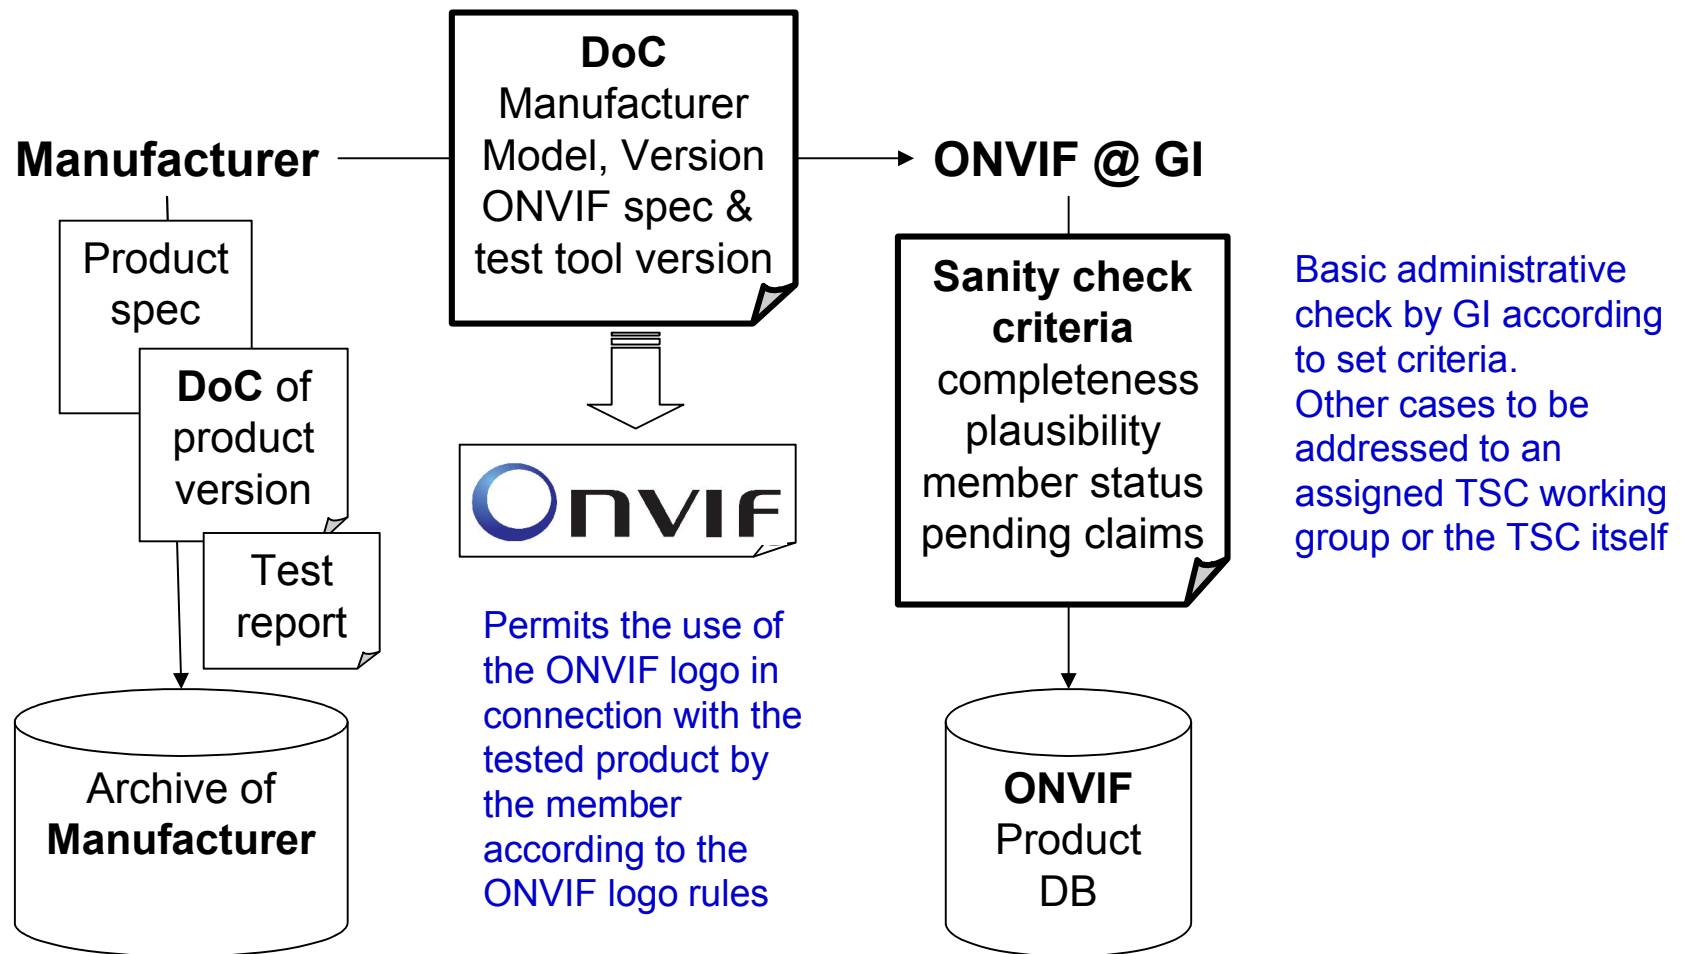 DoC
Manufacturer
Model, Version
ONVIF spec &
test tool version
Manufacturer
ONVIF @ GI
Product
spec
DoC of
product
version
Test
report
Archive of
Manufacturer
ONVIF
Permits the use of
the ONVIF logo in
connection with the
tested product by
the member
according to the
ONVIF logo rules
Sanity check
criteria
completeness
plausibility
member status
pending claims
ONVIF
Product
DB
Basic administrative
check by GI according
to set criteria.
Other cases to be
addressed to an
assigned TSC working
group or the TSC itself